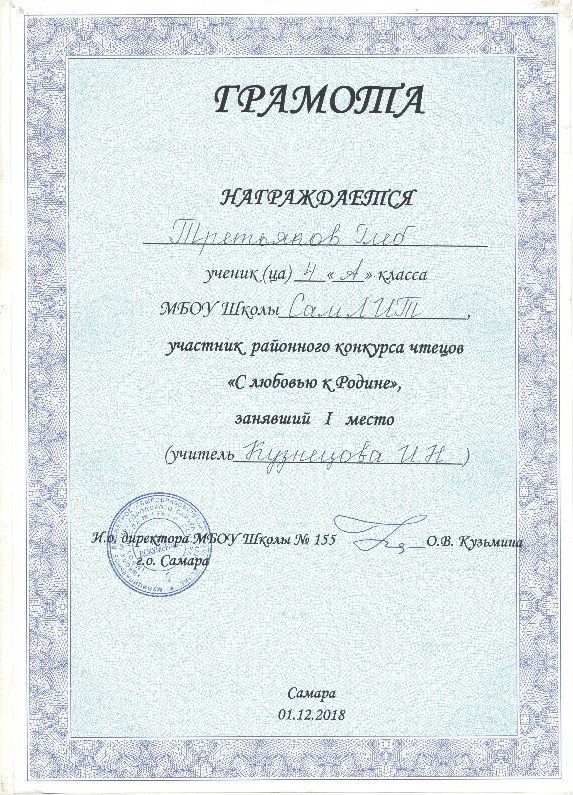 ГРАМОТА
НАГРАЖДАЕТСЯ
Третьяков Глеб
ученик (ца) 4 «А» класса
МБОУ Школы СамЛИТ,
участник районного конкурса чтецов
«С любовью к Родине»,
занявший I место
(учитель Кузнецова И.Н)
И.о. директора МБОУ Школы № 155 О.В. Кузьмина
г.о. Самара
Самара
01.12.2018